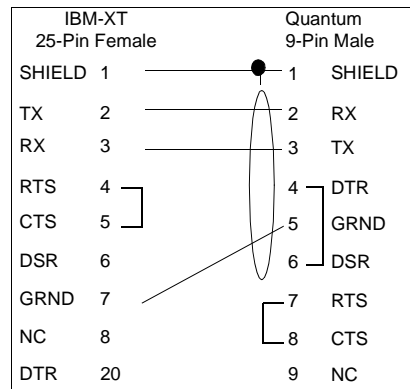 IBM-XT Quantum
25-Pin Female 9-Pin Male
SHIELD 1 1 SHIELD
TX 2 2 RX
RX 3 3 TX
RTS 4 4 DTR
CTS 5 5 GRND
DSR 6 6 DSR
GRND 7 7 RTS
NC 8 8 CTS
DTR 20 9 NC